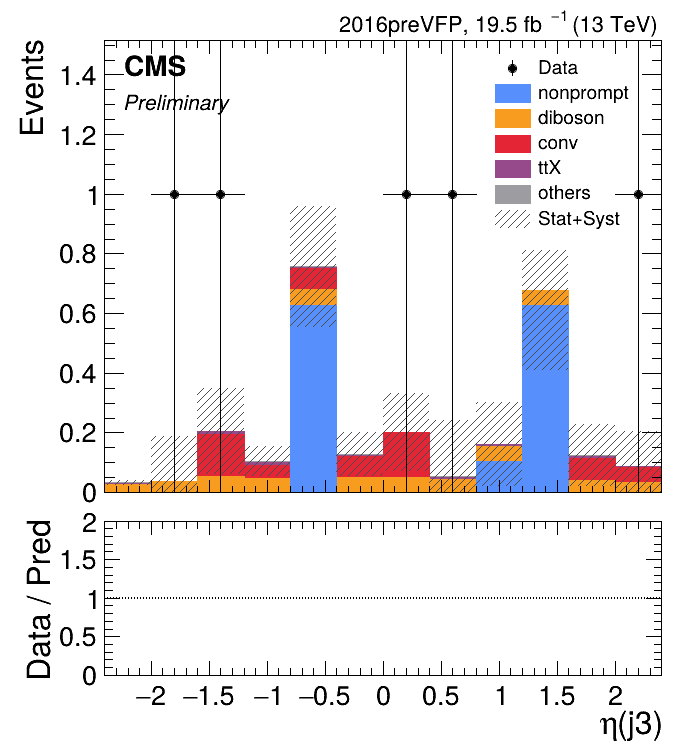 2016preVFP, 19.5 fb⁻¹ (13 TeV)
CMS
Preliminary
Events
Data
nonprompt
diboson
conv
ttX
others
Stat+Syst
1.4
1.2
1
0.8
0.6
0.4
0.2
0
Data / Pred
2
1.5
1
0.5
0
−2 −1.5 −1 −0.5 0 0.5 1 1.5 2
η(j3)